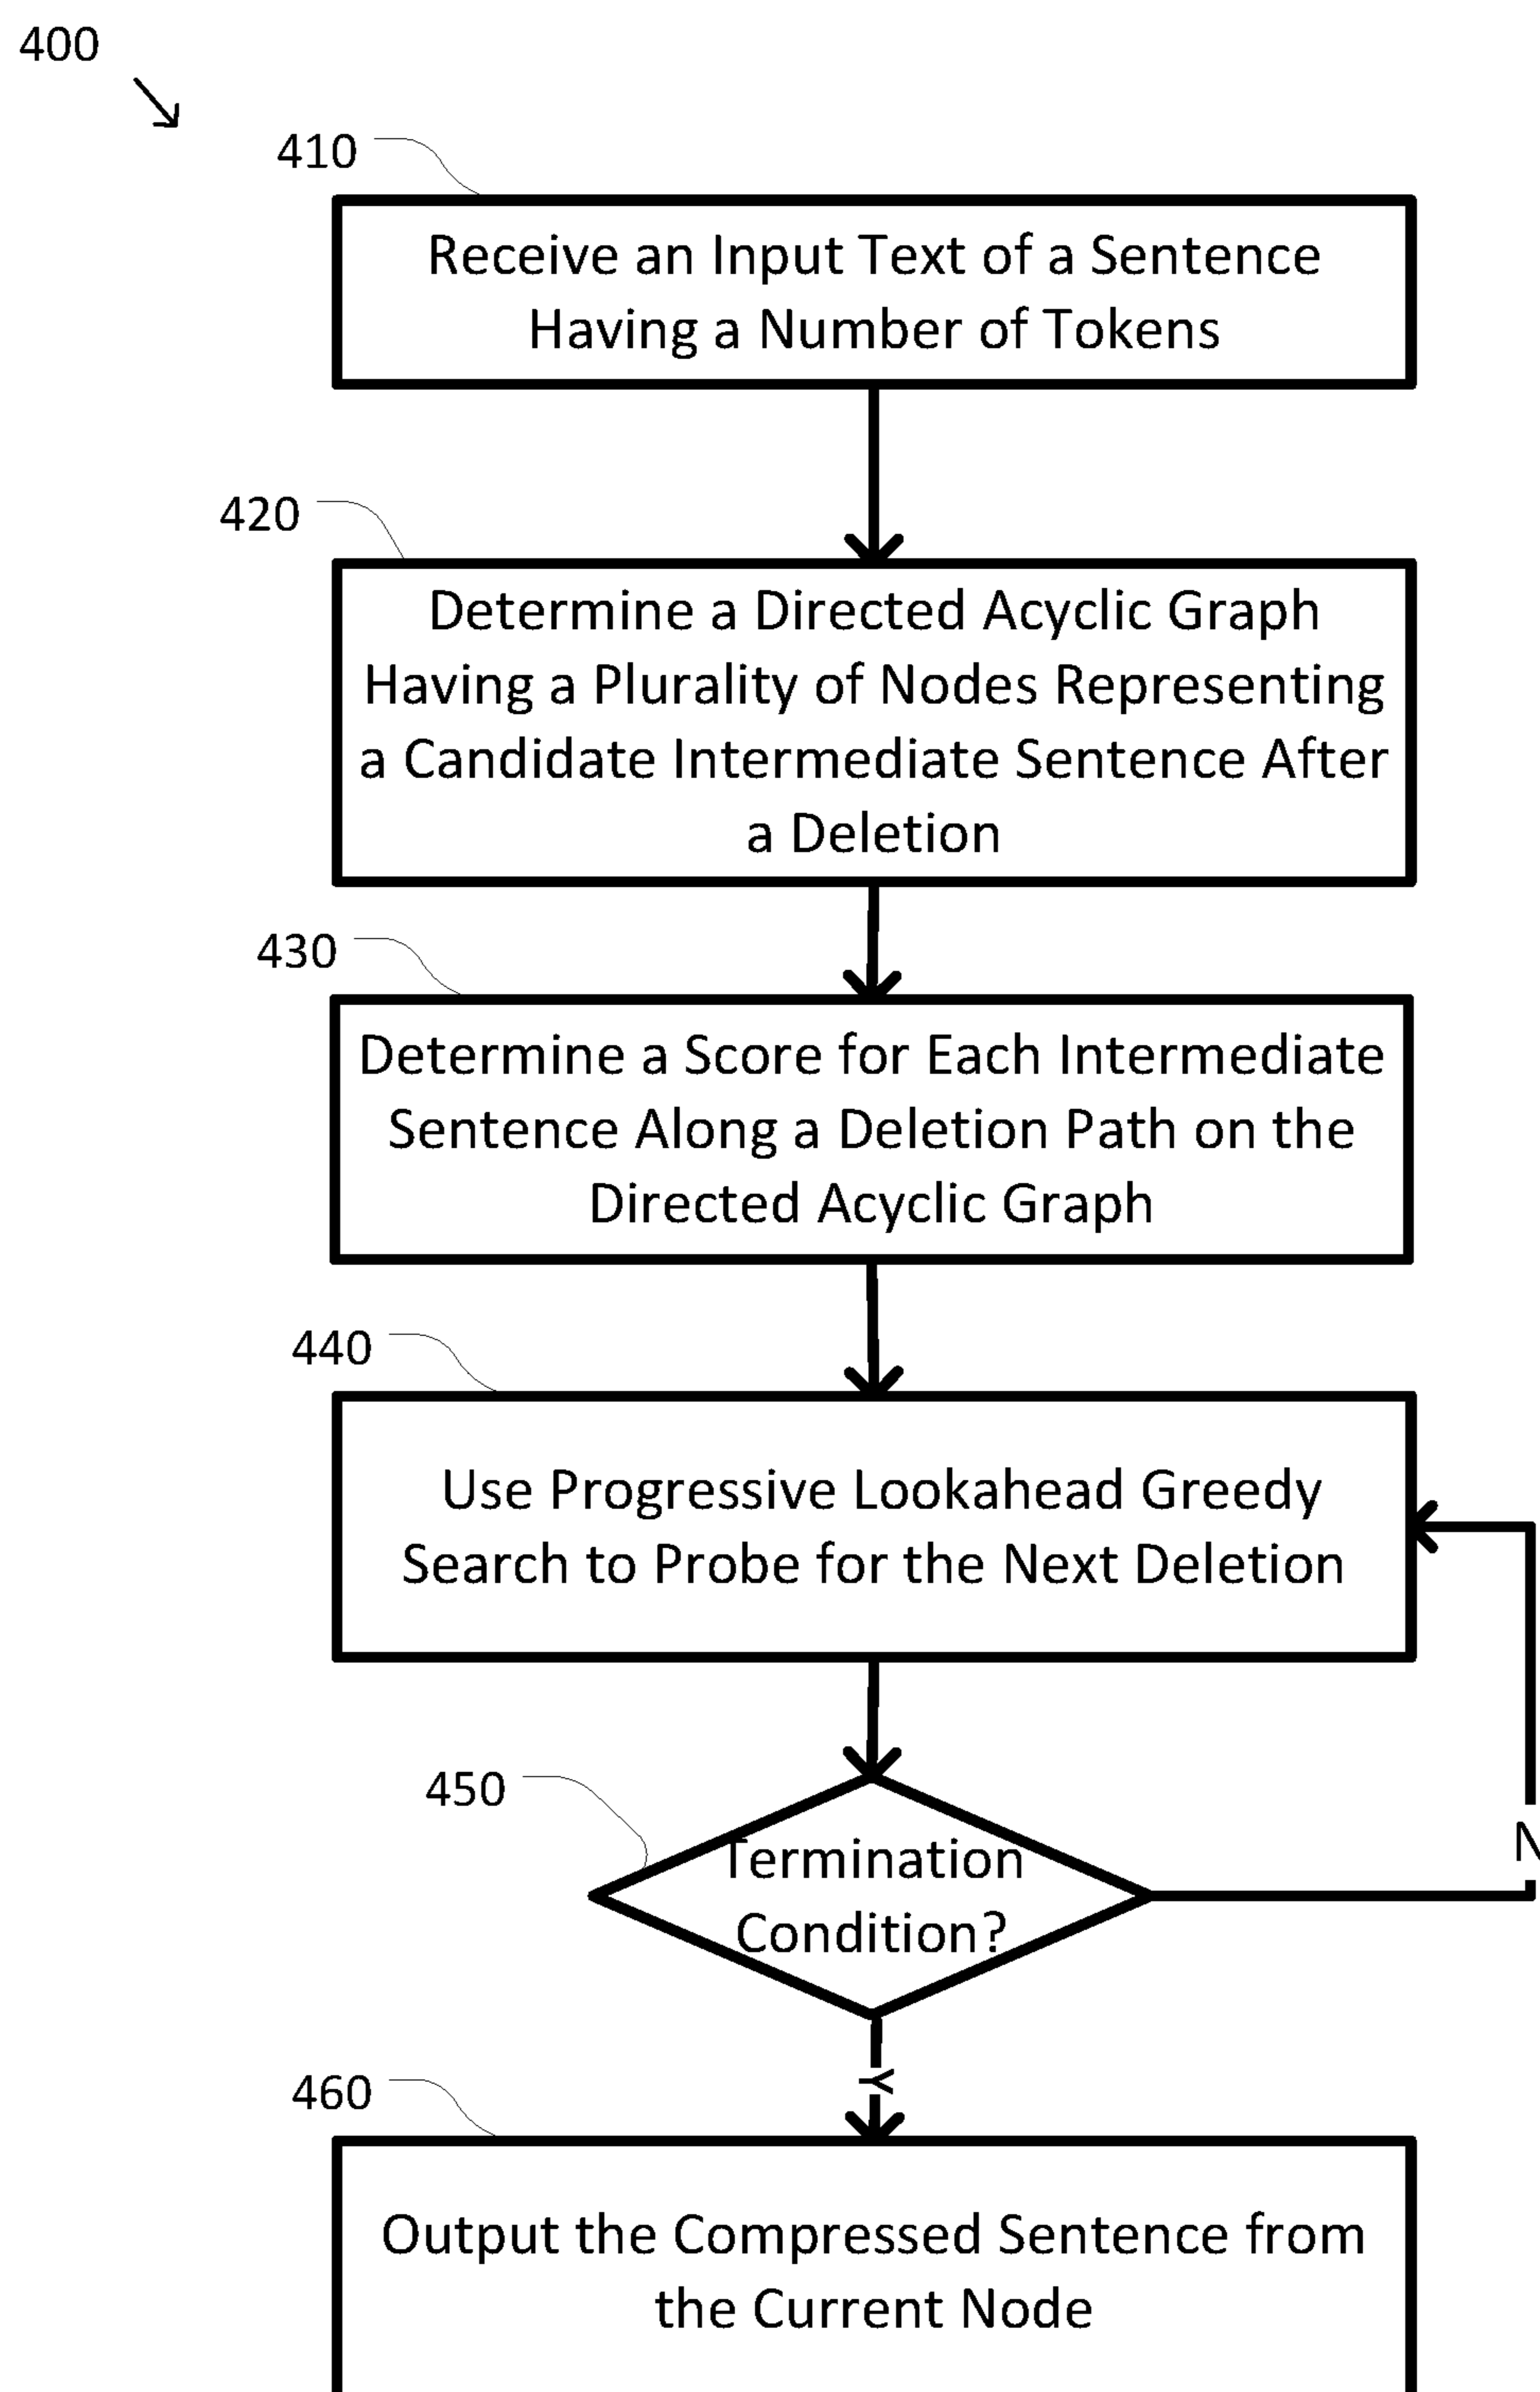 400
410
Receive an Input Text of a Sentence
Having a Number of Tokens
420
Determine a Directed Acyclic Graph
Having a Plurality of Nodes Representing
a Candidate Intermediate Sentence After
a Deletion
430
Determine a Score for Each Intermediate
Sentence Along a Deletion Path on the
Directed Acyclic Graph
440
Use Progressive Lookahead Greedy
Search to Probe for the Next Deletion
450
Termination
Condition?
N
Y
460
Output the Compressed Sentence from
the Current Node